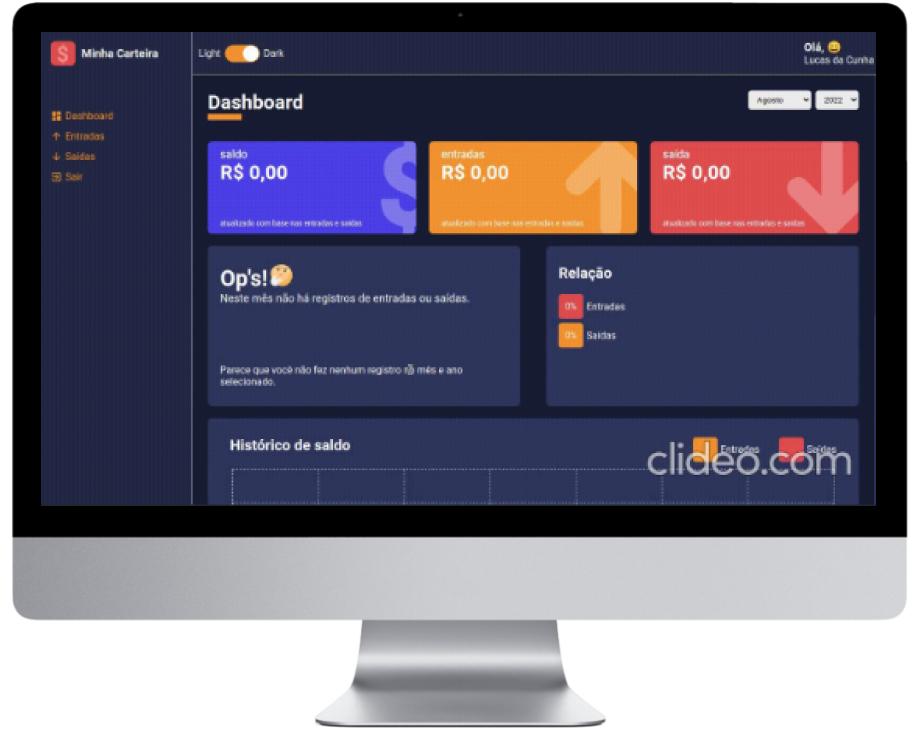 Minha Carteira
Light Dark
Olá,
Lucas da Cunha
Dashboard
Entradas
Saídas
Sair
Dashboard
Agosto
2022
saldo
R$ 0,00
atualizado com base nas entradas e saídas
entradas
R$ 0,00
atualizado com base nas entradas e saídas
saída
R$ 0,00
atualizado com base nas entradas e saídas
Op's!
Neste mês não há registros de entradas ou saídas.
Parece que você não fez nenhum registro no mês e ano
selecionado.
Relação
0% Entradas
0% Saídas
Histórico de saldo
Entradas
Saídas
clideo.com